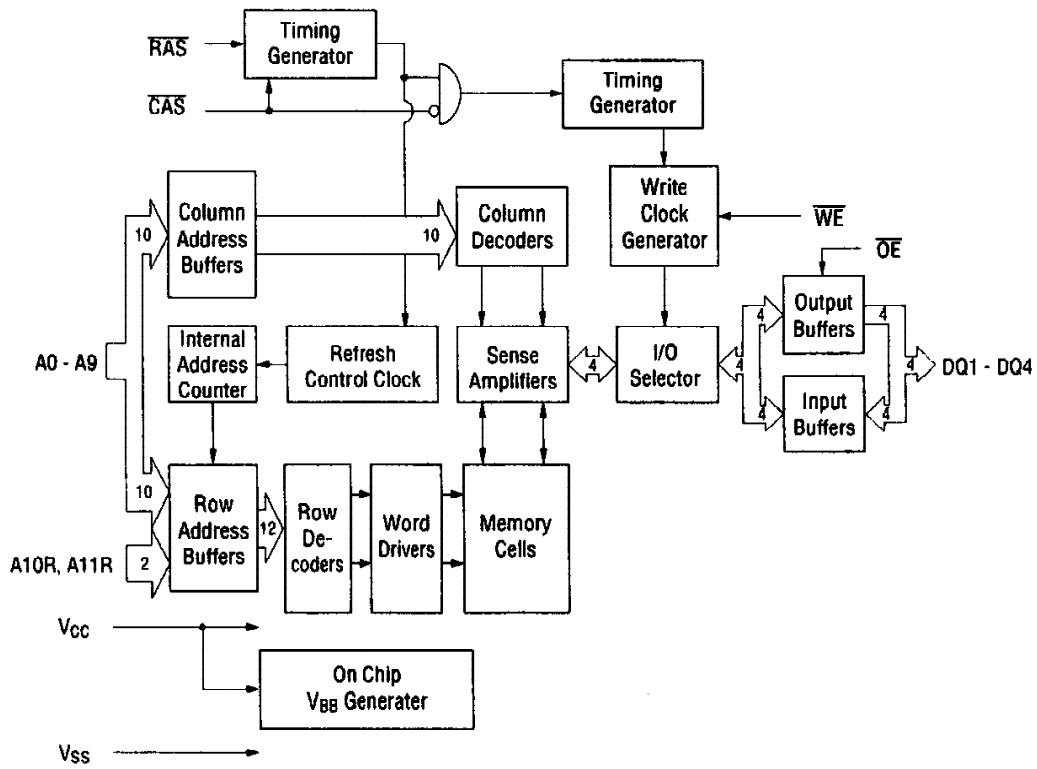 RAS
Timing
Generator
CAS
Timing
Generator
Column
Address
Buffers
10
10
Column
Decoders
Write
Clock
Generator
WE
OE
A0 - A9
Internal
Address
Counter
Refresh
Control Clock
Sense
Amplifiers
4
I/O
Selector
4
4
Output
Buffers
4
4
Input
Buffers
4
4
DQ1 - DQ4
10
A10R, A11R
2
Row
Address
Buffers
12
Row
De-
coders
Word
Drivers
Memory
Cells
VCC
On Chip
VBB Generater
VSS